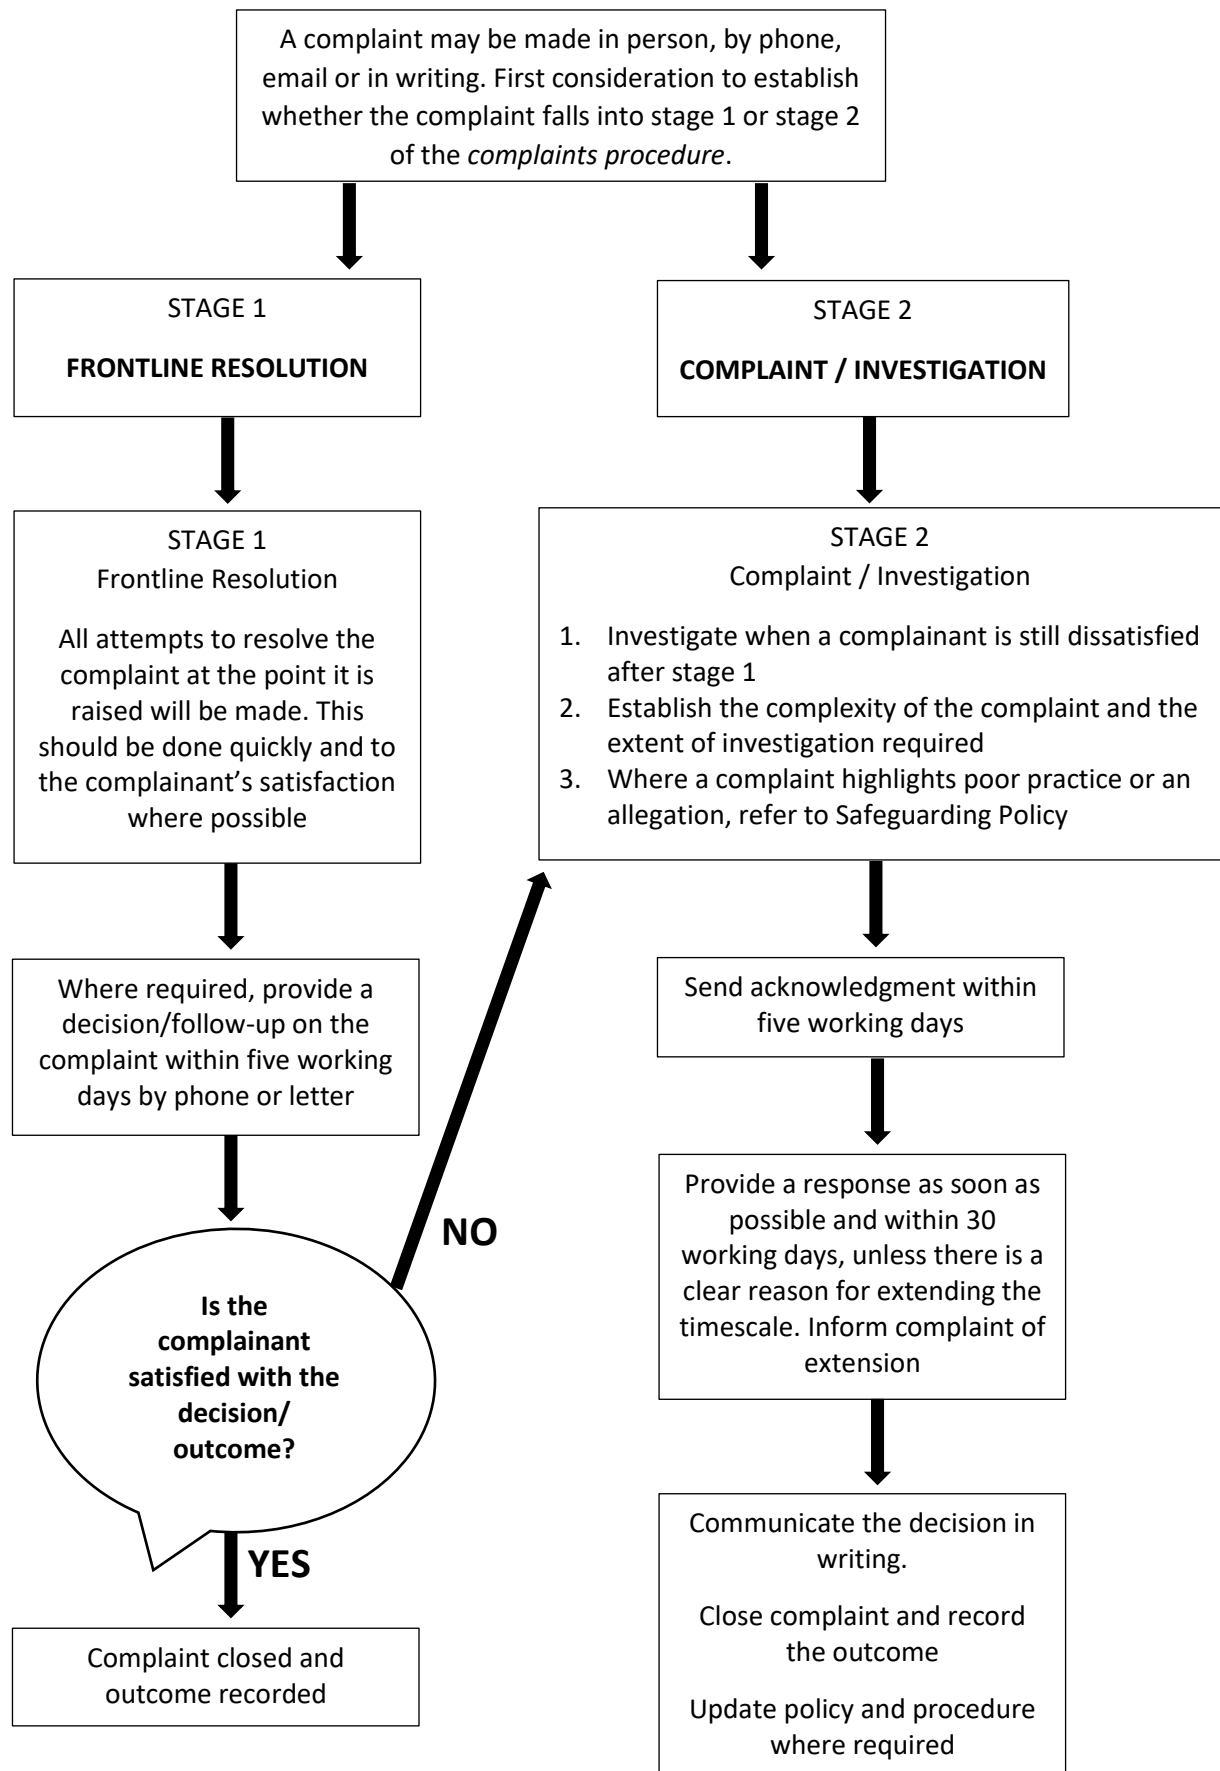 A complaint may be made in person, by phone,
email or in writing. First consideration to establish
whether the complaint falls into stage 1 or stage 2
of the complaints procedure.
STAGE 1
FRONTLINE RESOLUTION
STAGE 2
COMPLAINT / INVESTIGATION
STAGE 1
Frontline Resolution
All attempts to resolve the
complaint at the point it is
raised will be made. This
should be done quickly and to
the complainant’s satisfaction
where possible
STAGE 2
Complaint / Investigation
1. Investigate when a complainant is still dissatisfied
after stage 1
2. Establish the complexity of the complaint and the
extent of investigation required
3. Where a complaint highlights poor practice or an
allegation, refer to Safeguarding Policy
Where required, provide a
decision/follow-up on the
complaint within five working
days by phone or letter
Send acknowledgment within
five working days
NO
Provide a response as soon as
possible and within 30
working days, unless there is a
clear reason for extending the
timescale. Inform complaint of
extension
Is the
complainant
satisfied with the
decision/
outcome?
YES
Complaint closed and
outcome recorded
Communicate the decision in
writing.
Close complaint and record
the outcome
Update policy and procedure
where required